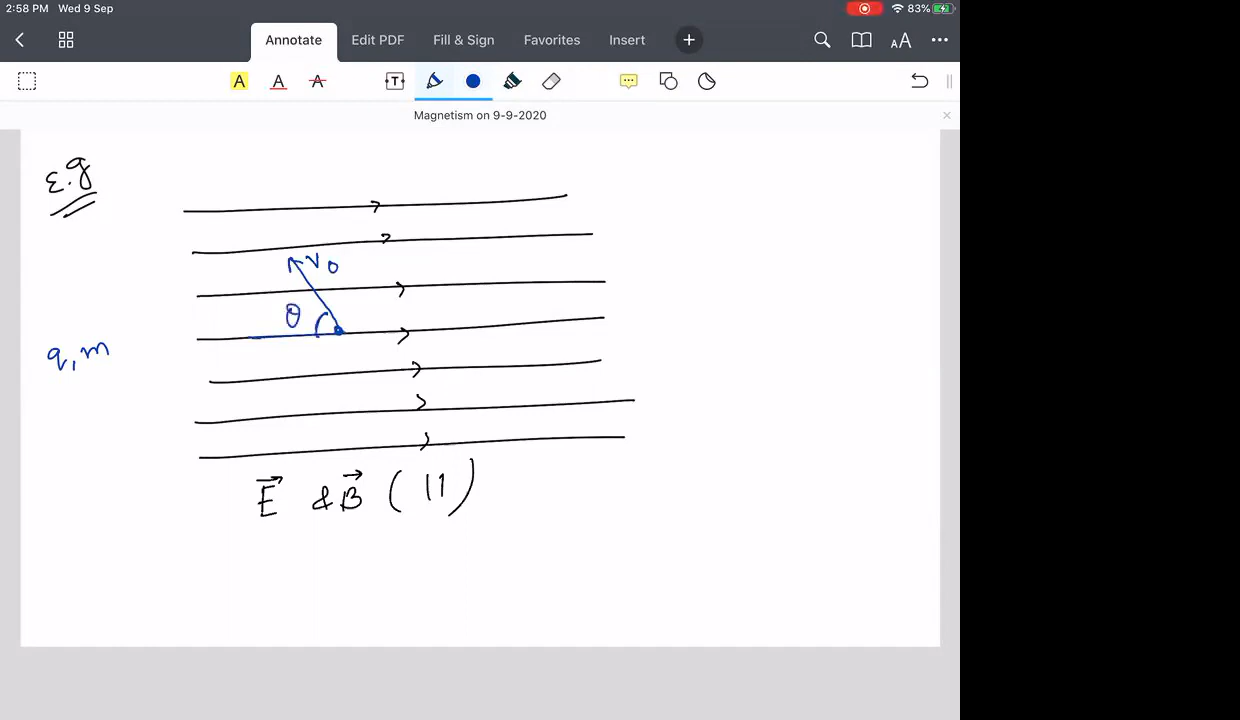 2:58 PM Wed 9 Sep
83%
Annotate Edit PDF Fill & Sign Favorites Insert
AA
A A A T
Magnetism on 9-9-2020
E.g
v0
θ
q, m
E & B ( || )